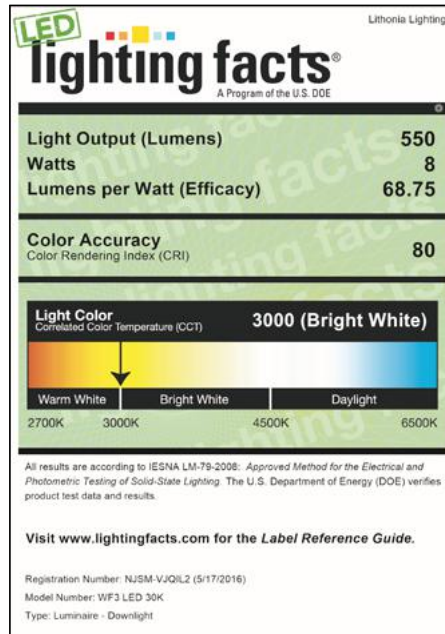 Lithonia Lighting
LED
lighting facts®
A Program of the U.S. DOE
Light Output (Lumens) 550
Watts 8
Lumens per Watt (Efficacy) 68.75
Color Accuracy 80
Color Rendering Index (CRI)
Light Color
Correlated Color Temperature (CCT) 3000 (Bright White)
Warm White Bright White Daylight
2700K 3000K 4500K 6500K
All results are according to IESNA LM-79-2008: Approved Method for the Electrical and
Photometric Testing of Solid-State Lighting. The U.S. Department of Energy (DOE) verifies
product test data and results.
Visit www.lightingfacts.com for the Label Reference Guide.
Registration Number: NJSM-VJQIL2 (5/17/2016)
Model Number: WF3 LED 30K
Type: Luminaire - Downlight